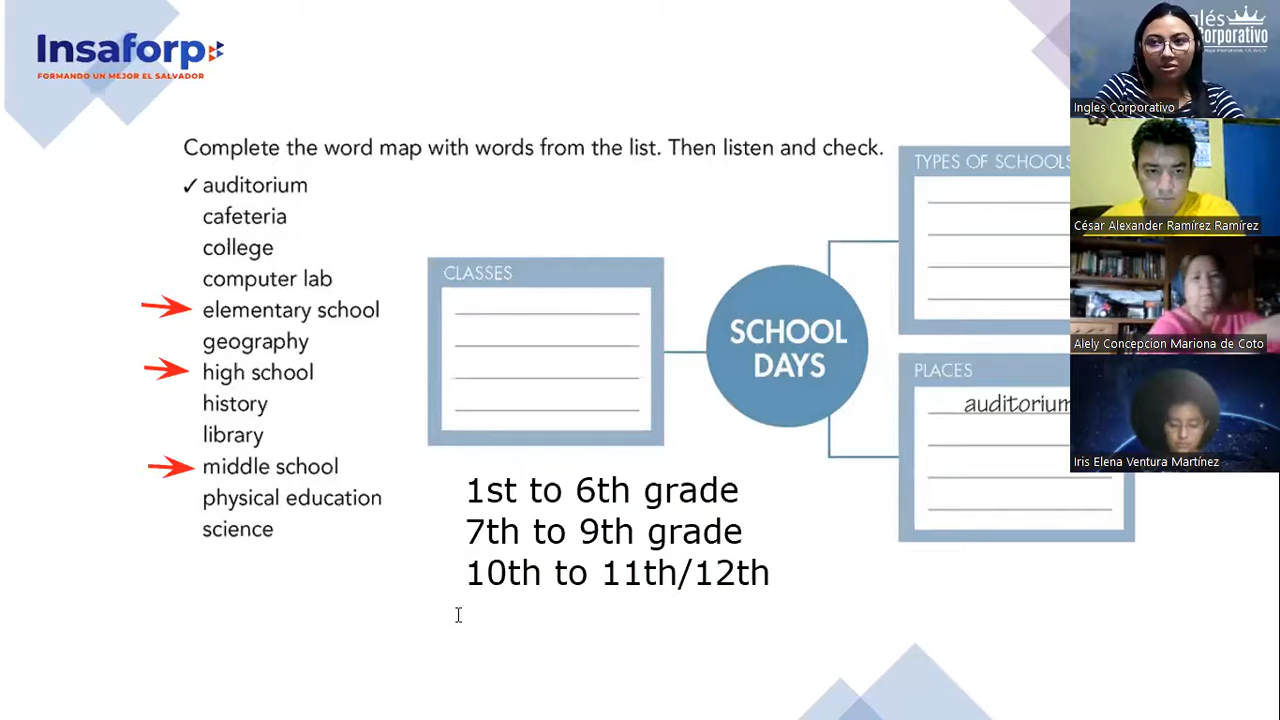 Insaforp
FORMANDO UN MEJOR EL SALVADOR
Complete the word map with words from the list. Then listen and check.
✓ auditorium
cafeteria
college
computer lab
elementary school
geography
high school
history
library
middle school
physical education
science
CLASSES
SCHOOL
DAYS
TYPES OF SCHOOLS
PLACES
auditorium
1st to 6th grade
7th to 9th grade
10th to 11th/12th
Ingles Corporativo
César Alexander Ramírez Ramírez
Alely Concepcion Mariona de Coto
Iris Elena Ventura Martínez